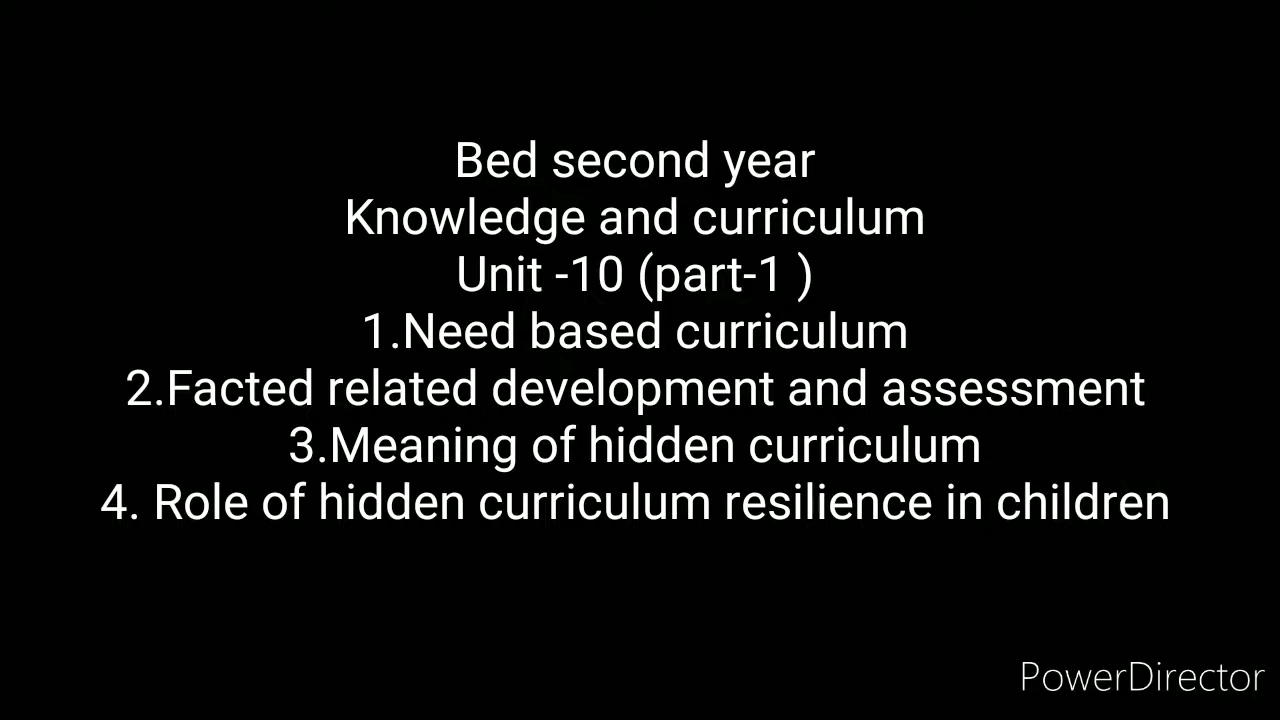 Bed second year
Knowledge and curriculum
Unit -10 (part-1 )
1.Need based curriculum
2.Facted related development and assessment
3.Meaning of hidden curriculum
4. Role of hidden curriculum resilience in children
PowerDirector